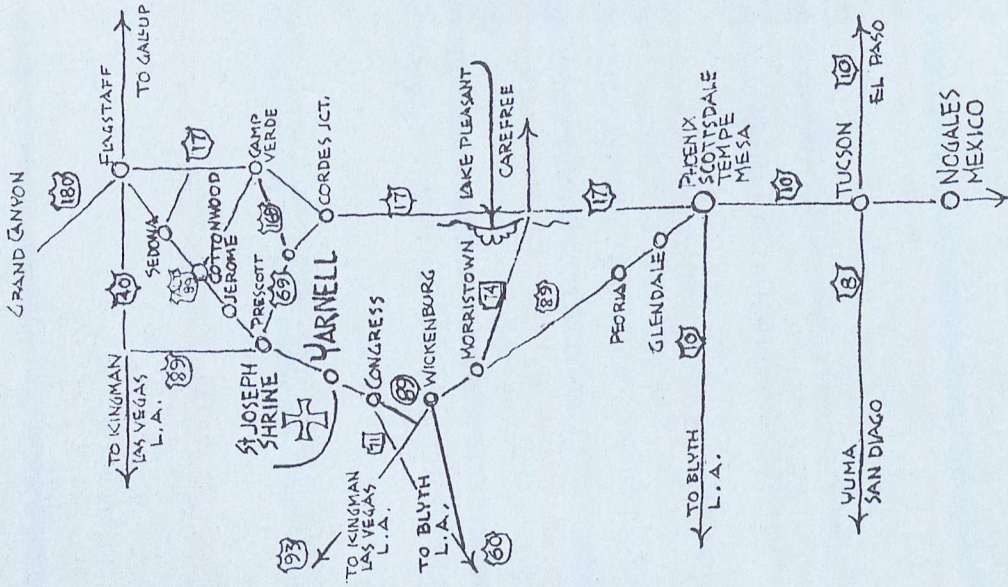 GRAND CANYON
180
FLAGSTAFF
TO GALLUP
40
17
TO KINGMAN
LAS VEGAS
L.A.
SEDONA
ALT
89
COTTONWOOD
JEROME
CAMP
VERDE
169
89
PRESCOTT
69
CORDES JCT.
St JOSEPH
SHRINE
YARNELL
CONGRESS
71
89
WICKENBURG
93
TO KINGMAN
LAS VEGAS
L.A.
TO BLYTH
L.A.
60
17
LAKE PLEASANT
CAREFREE
MORRISTOWN
74
89
17
PEORIA
GLENDALE
PHOENIX
SCOTTSDALE
TEMPE
MESA
10
TO BLYTH
L.A.
10
TUCSON
10
EL PASO
8
YUMA
SAN DIAGO
NOGALES
MEXICO